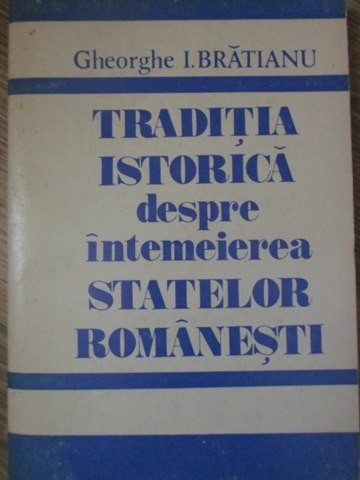 Gheorghe I.BRĂTIANU
TRADIȚIA
ISTORICĂ
despre
întemeierea
STATELOR
ROMÂNEȘTI